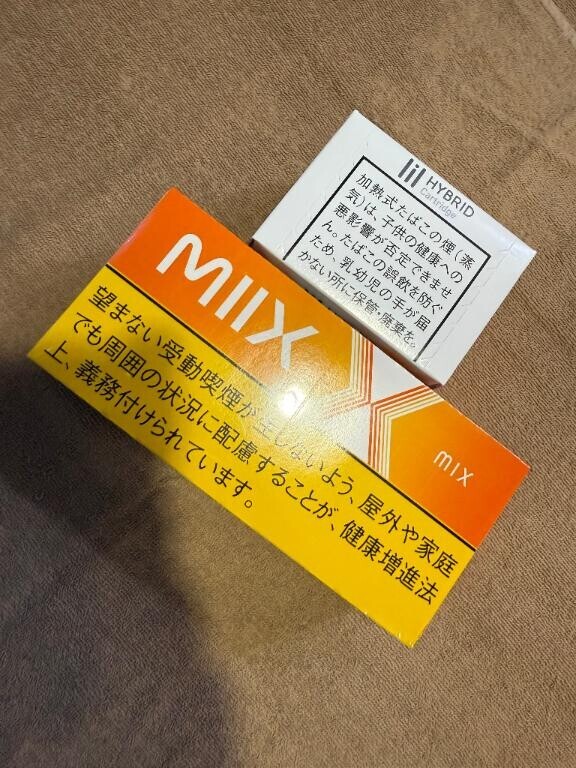 lil HYBRID
Cartridge
加熱式たばこの煙(蒸
気)は、子供の健康への
悪影響が否定できませ
ん。たばこの誤飲を防ぐ
ため、乳幼児の手が届
かない所に保管・廃棄を。
MIIX
MIX
望まない受動喫煙が生じないよう、屋外や家庭
でも周囲の状況に配慮することが、健康増進法
上、義務付けられています。